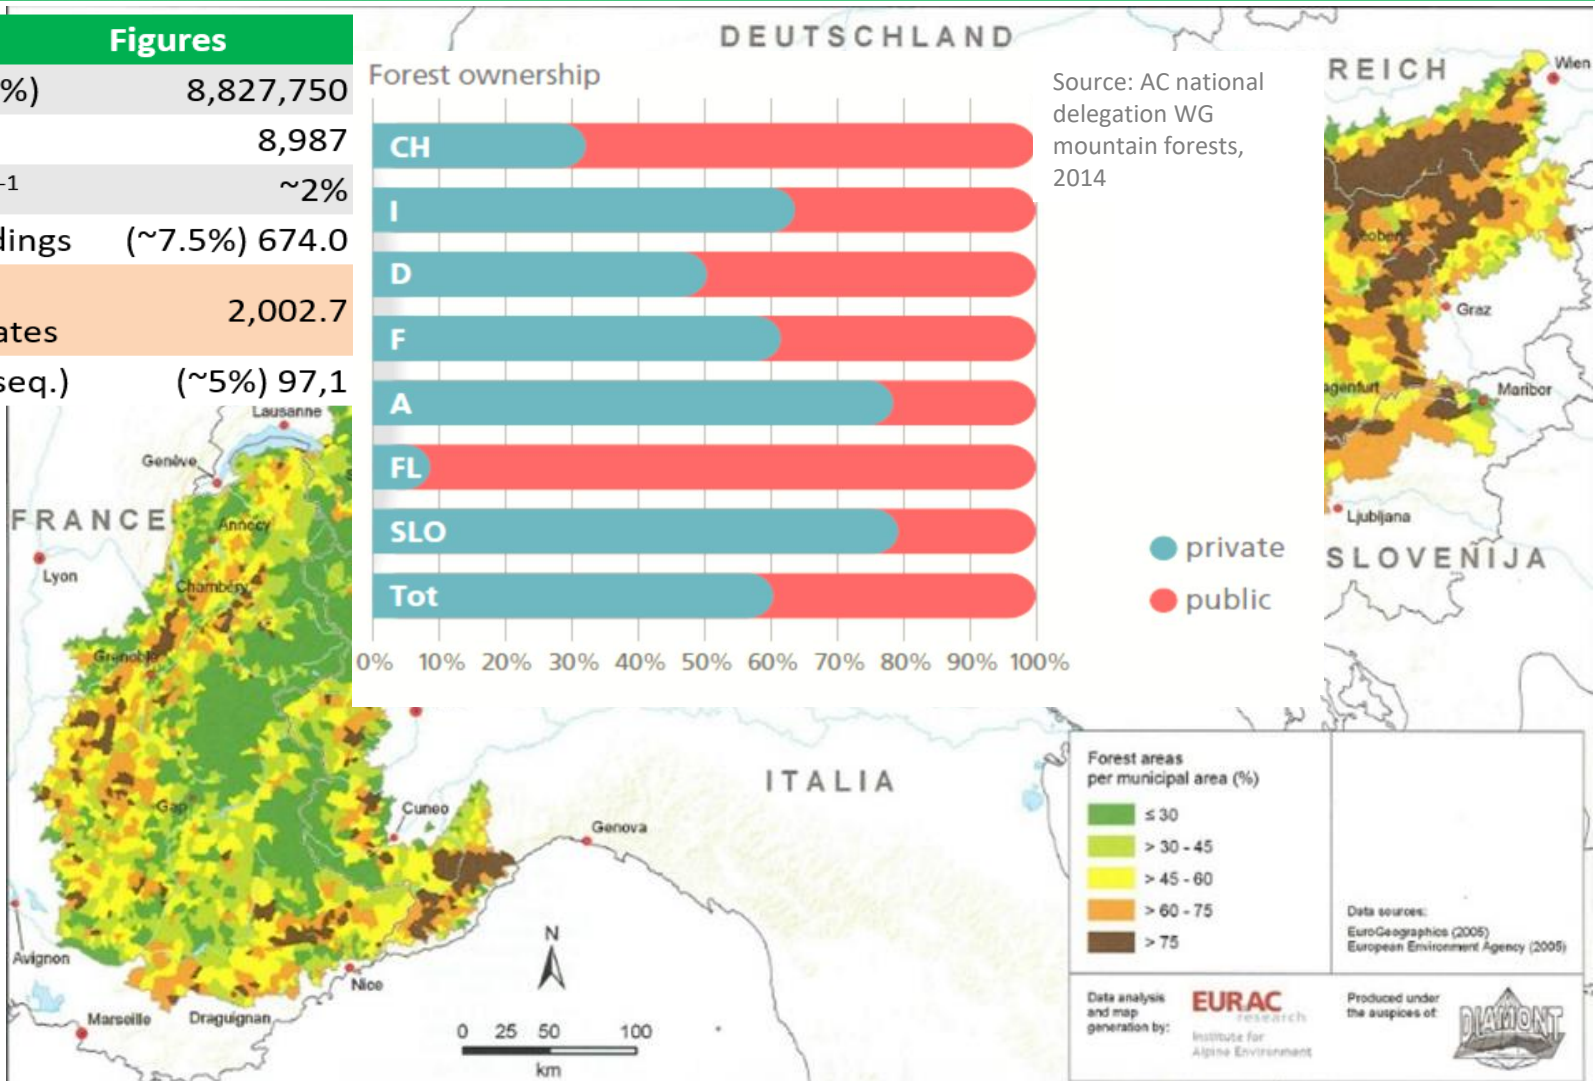 Figures
%) 8,827,750
8,987
-1 ~2%
dings (~7.5%) 674.0
ates 2,002.7
seq.) (~5%) 97,1
Forest ownership
CH
I
D
F
A
FL
SLO
Tot
0% 10% 20% 30% 40% 50% 60% 70% 80% 90% 100%
private
public
Source: AC national
delegation WG
mountain forests,
2014
DEUTSCHLAND
REICH
Wien
eoben
Graz
agenfurt
Maribor
Ljubljana
SLOVENIJA
Lausanne
Genève
FRANCE
Annecy
Lyon
Chambéry
Grenoble
Gap
Cuneo
ITALIA
Genova
Avignon
Nice
Marseille
Draguignan
N
0 25 50 100
km
Forest areas
per municipal area (%)
≤ 30
> 30 - 45
> 45 - 60
> 60 - 75
> 75
Data sources:
EuroGeographics (2005)
European Environment Agency (2005)
Data analysis
and map
generation by:
EURAC
research
Institute for
Alpine Environment
Produced under
the auspices of:
DIAMONT